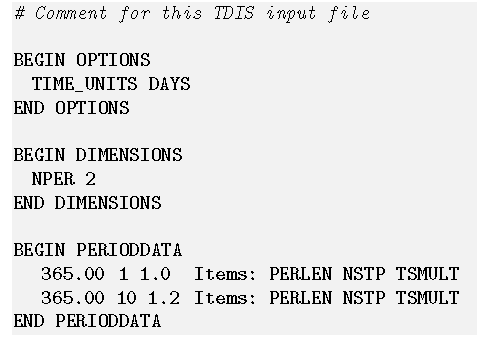 # Comment for this TDIS input file
BEGIN OPTIONS
TIME_UNITS DAYS
END OPTIONS
BEGIN DIMENSIONS
NPER 2
END DIMENSIONS
BEGIN PERIODDATA
365.00 1 1.0 Items: PERLEN NSTP TSMULT
365.00 10 1.2 Items: PERLEN NSTP TSMULT
END PERIODDATA